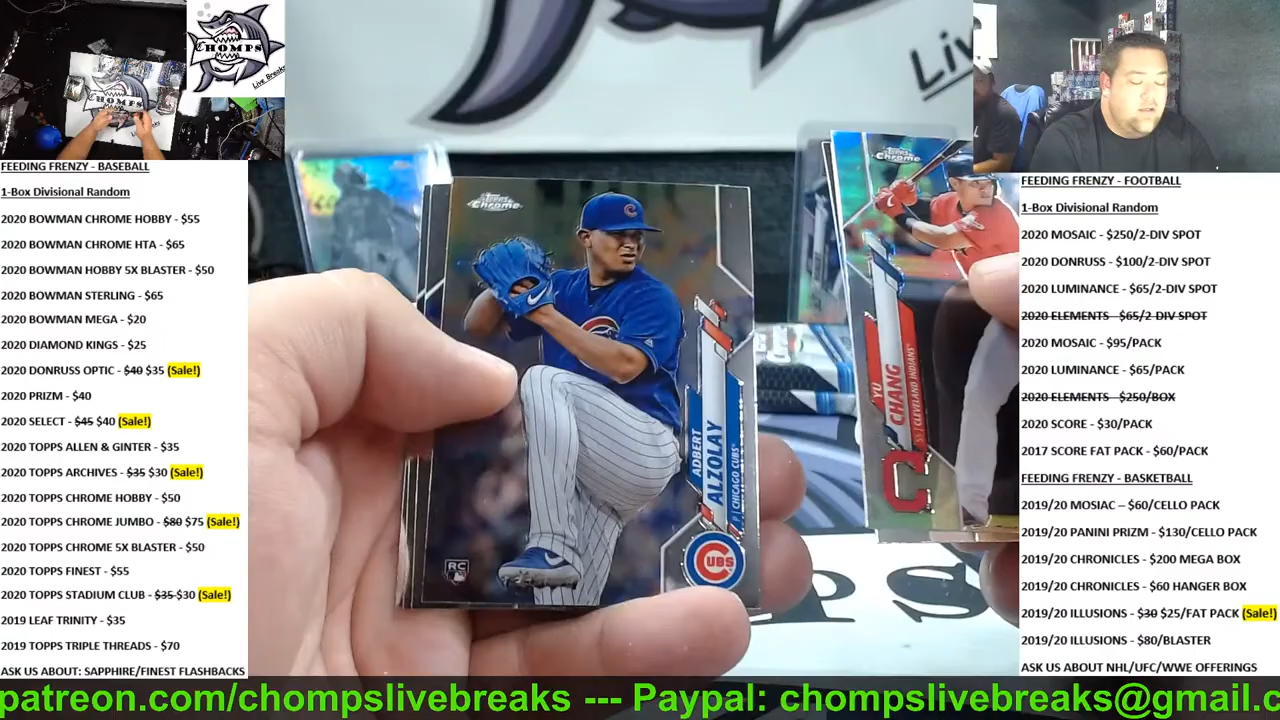 CHOMPS
Live Breaks
Live
FEEDING FRENZY - BASEBALL
1-Box Divisional Random
2020 BOWMAN CHROME HOBBY - $55
2020 BOWMAN CHROME HTA - $65
2020 BOWMAN HOBBY 5X BLASTER - $50
2020 BOWMAN STERLING - $65
2020 BOWMAN MEGA - $20
2020 DIAMOND KINGS - $25
2020 DONRUSS OPTIC - $40 $35 (Sale!)
2020 PRIZM - $40
2020 SELECT - $45 $40 (Sale!)
2020 TOPPS ALLEN & GINTER - $35
2020 TOPPS ARCHIVES - $35 $30 (Sale!)
2020 TOPPS CHROME HOBBY - $50
2020 TOPPS CHROME JUMBO - $80 $75 (Sale!)
2020 TOPPS CHROME 5X BLASTER - $50
2020 TOPPS FINEST - $55
2020 TOPPS STADIUM CLUB - $35 $30 (Sale!)
2019 LEAF TRINITY - $35
2019 TOPPS TRIPLE THREADS - $70
ASK US ABOUT: SAPPHIRE/FINEST FLASHBACKS
Topps Chrome
ADBERT
ALZOLAY
P | CHICAGO CUBS
CUBS
RC
Topps Chrome
YU
CHANG
SS | CLEVELAND INDIANS
C
PS
FEEDING FRENZY - FOOTBALL
1-Box Divisional Random
2020 MOSAIC - $250/2-DIV SPOT
2020 DONRUSS - $100/2-DIV SPOT
2020 LUMINANCE - $65/2-DIV SPOT
2020 ELEMENTS - $65/2 DIV SPOT
2020 MOSAIC - $95/PACK
2020 LUMINANCE - $65/PACK
2020 ELEMENTS - $250/BOX
2020 SCORE - $30/PACK
2017 SCORE FAT PACK - $60/PACK
FEEDING FRENZY - BASKETBALL
2019/20 MOSIAC – $60/CELLO PACK
2019/20 PANINI PRIZM - $130/CELLO PACK
2019/20 CHRONICLES - $200 MEGA BOX
2019/20 CHRONICLES - $60 HANGER BOX
2019/20 ILLUSIONS - $30 $25/FAT PACK (Sale!)
2019/20 ILLUSIONS - $80/BLASTER
ASK US ABOUT NHL/UFC/WWE OFFERINGS
patreon.com/chompslivebreaks --- Paypal: chompslivebreaks@gmail.c